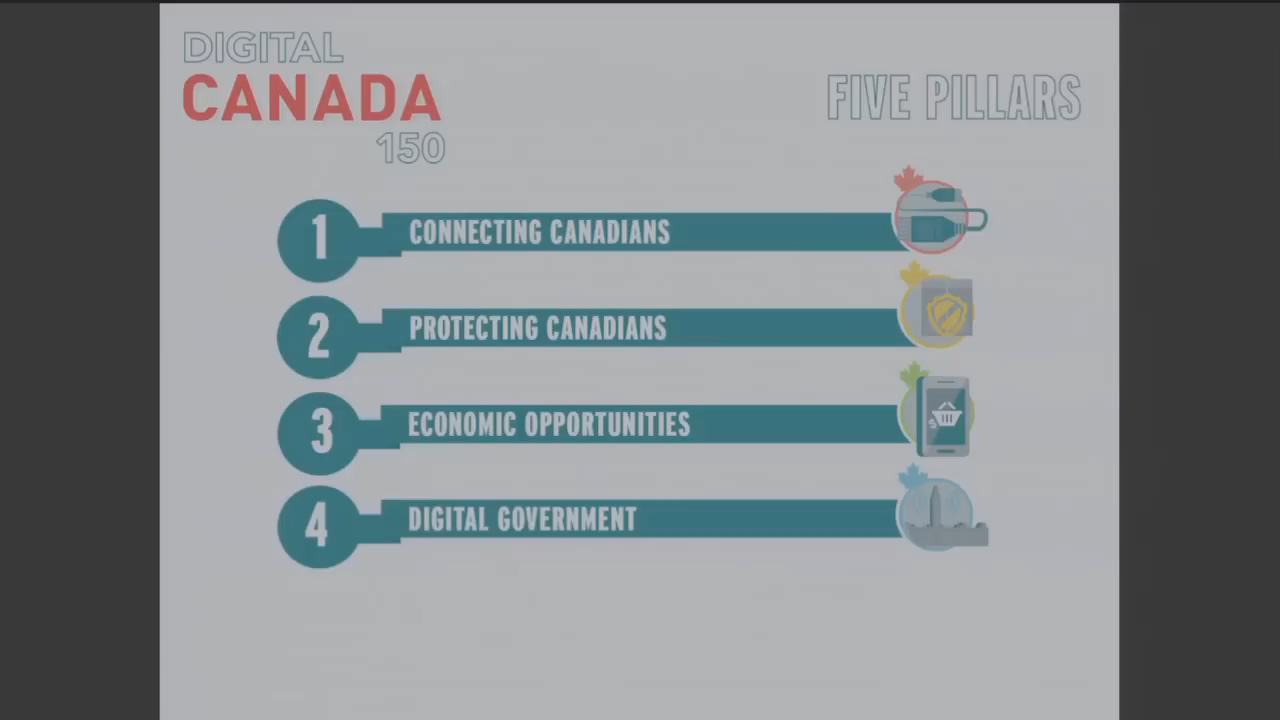 DIGITAL
CANADA
150
FIVE PILLARS
1 CONNECTING CANADIANS
2 PROTECTING CANADIANS
3 ECONOMIC OPPORTUNITIES
$
4 DIGITAL GOVERNMENT